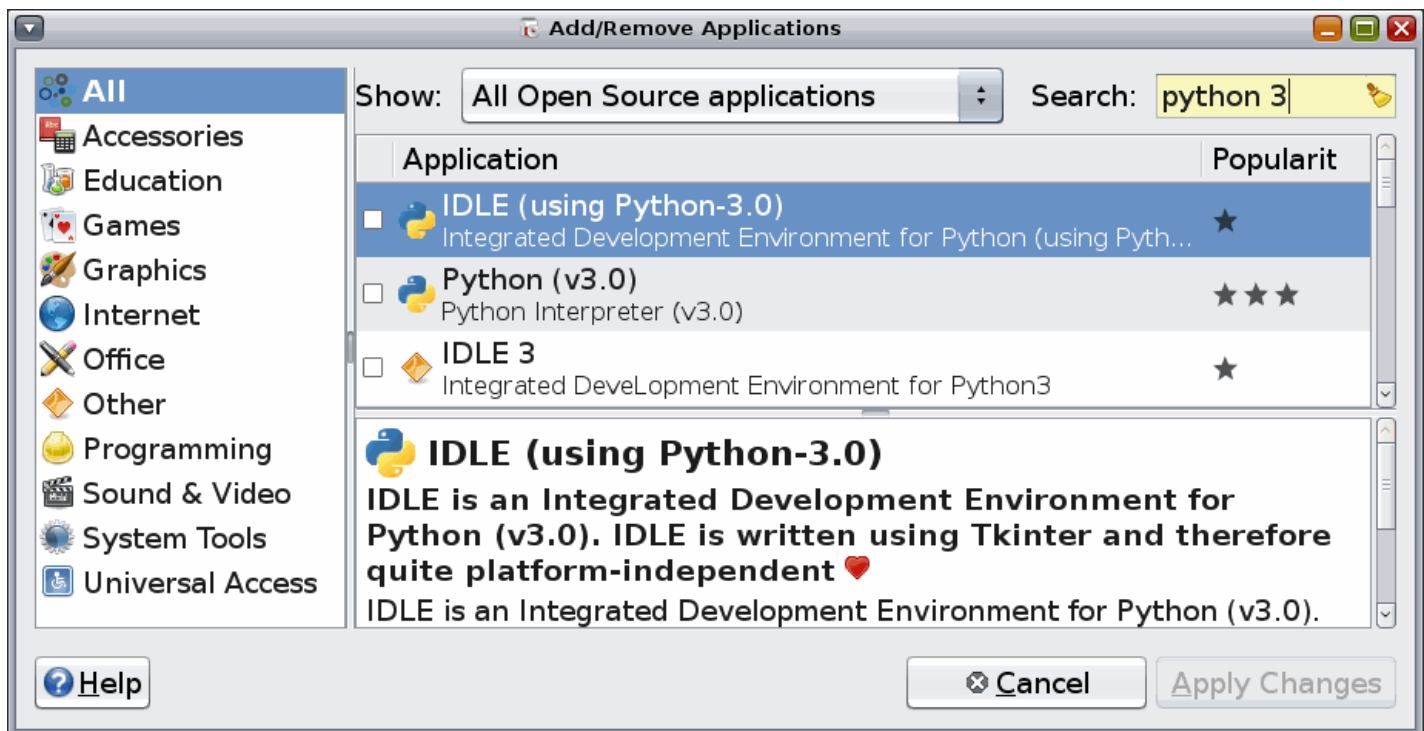 Add/Remove Applications
All
Accessories
Education
Games
Graphics
Internet
Office
Other
Programming
Sound & Video
System Tools
Universal Access
Show: All Open Source applications Search: python 3
Application Popularit
IDLE (using Python-3.0)
Integrated Development Environment for Python (using Pyth...
Python (v3.0)
Python Interpreter (v3.0)
IDLE 3
Integrated DeveLopment Environment for Python3
IDLE (using Python-3.0)
IDLE is an Integrated Development Environment for
Python (v3.0). IDLE is written using Tkinter and therefore
quite platform-independent
IDLE is an Integrated Development Environment for Python (v3.0).
Help Cancel Apply Changes